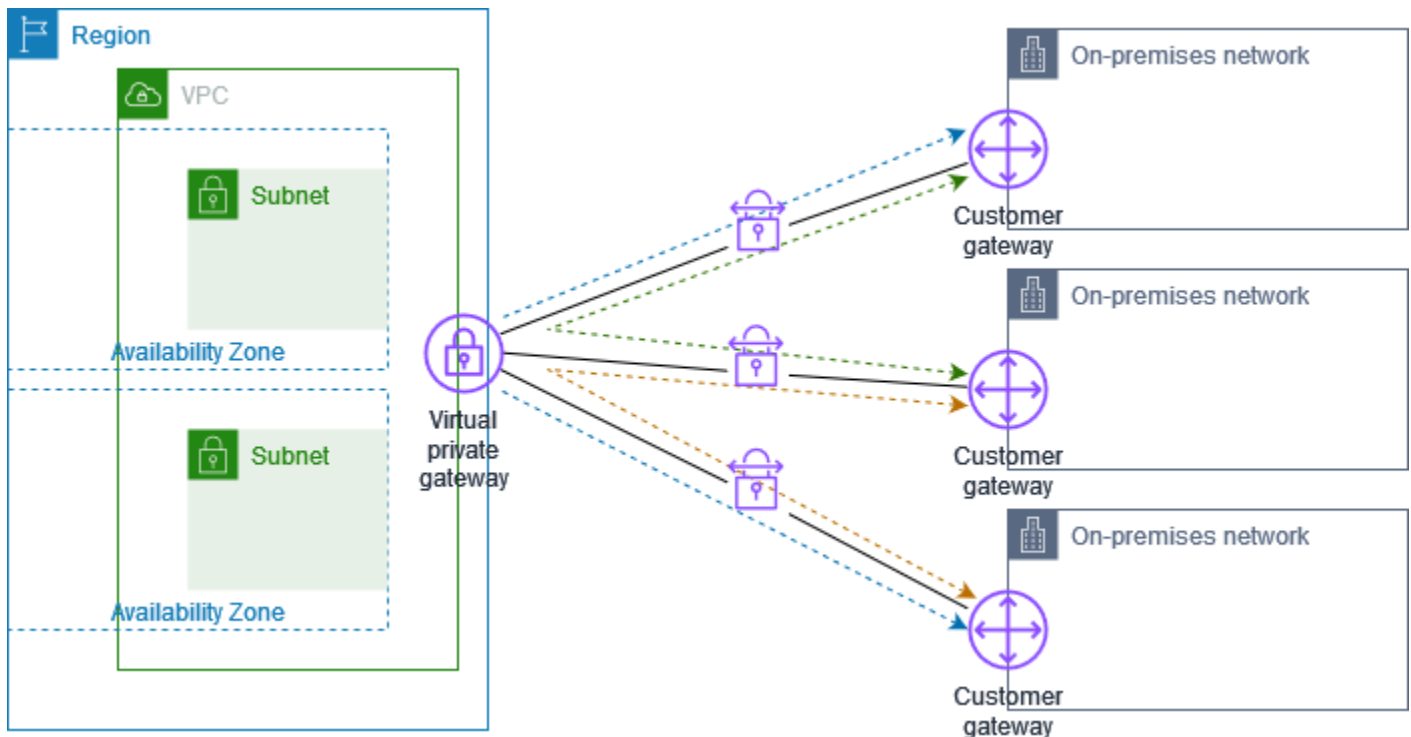 Region
VPC
Subnet
Availability Zone
Subnet
Availability Zone
Virtual
private
gateway
On-premises network
Customer
gateway
On-premises network
Customer
gateway
On-premises network
Customer
gateway